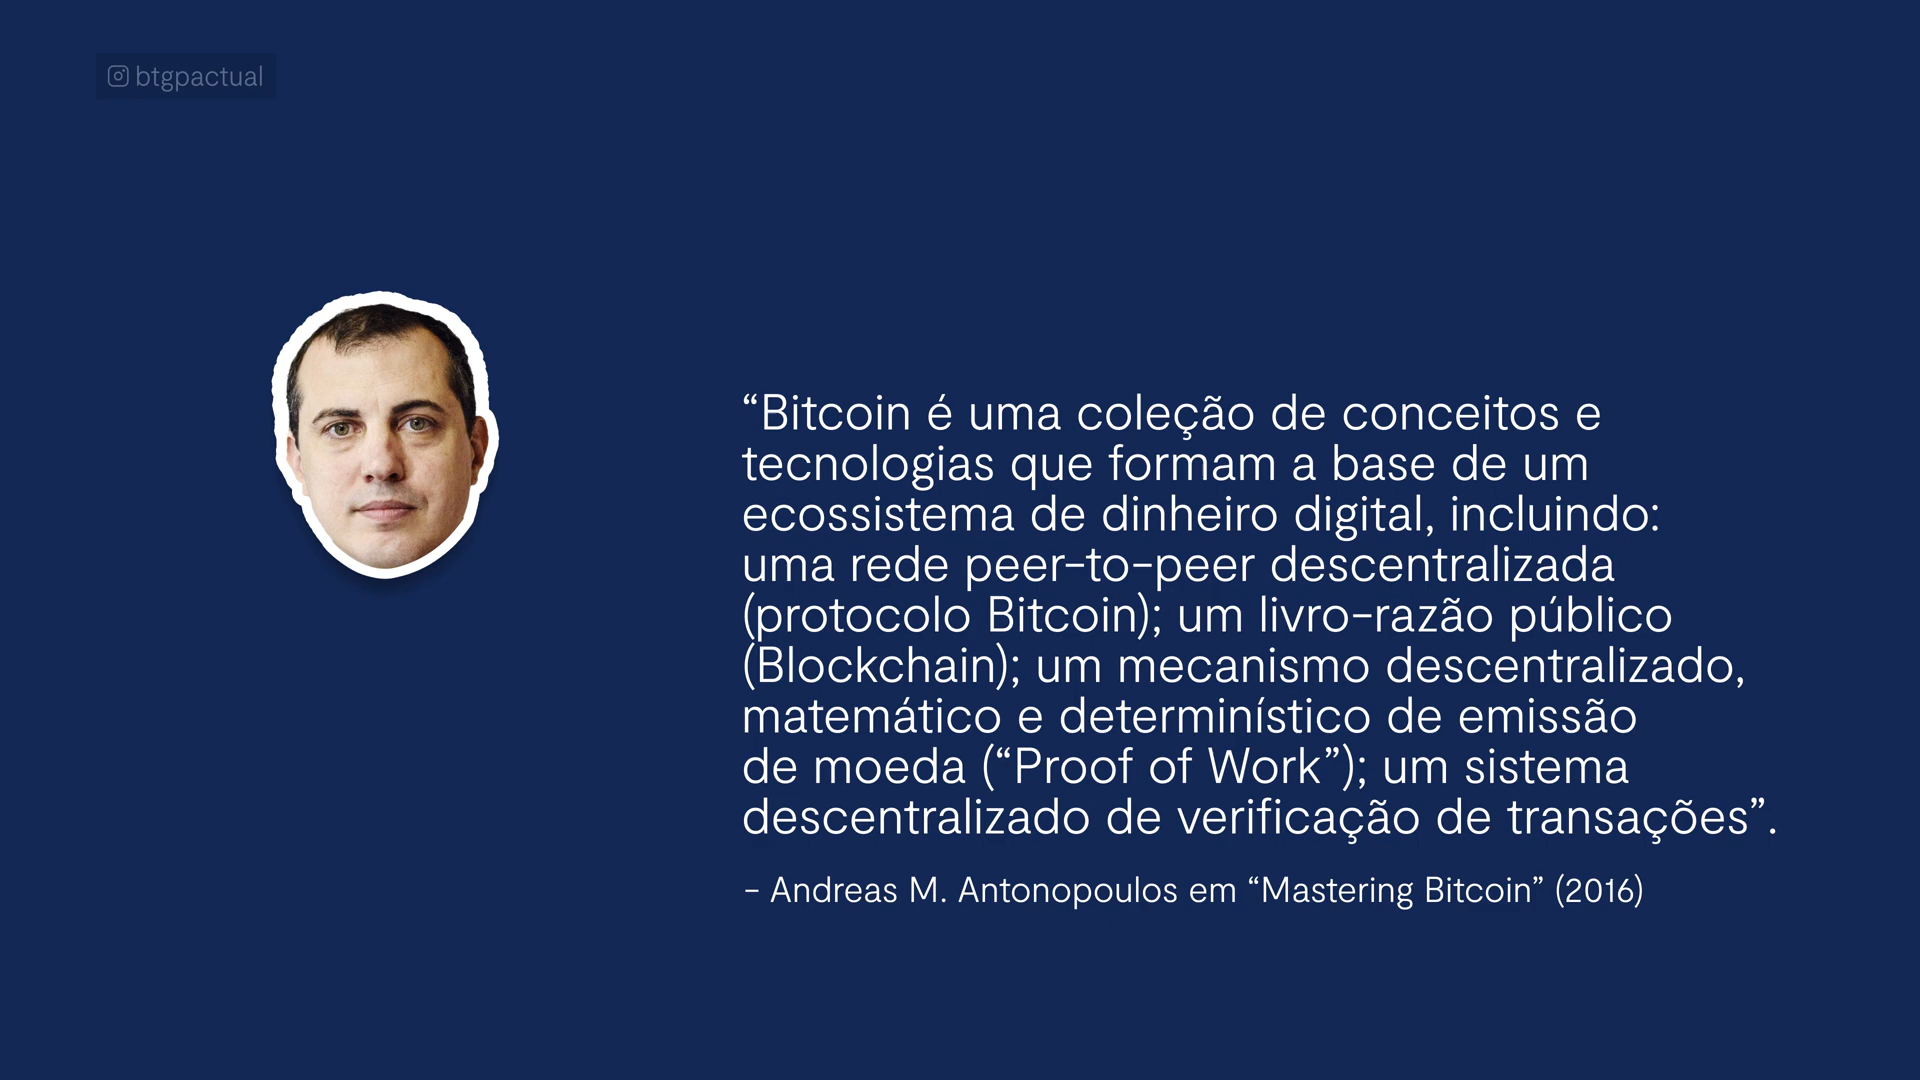 btgpactual
“Bitcoin é uma coleção de conceitos e
tecnologias que formam a base de um
ecossistema de dinheiro digital, incluindo:
uma rede peer-to-peer descentralizada
(protocolo Bitcoin); um livro-razão público
(Blockchain); um mecanismo descentralizado,
matemático e determinístico de emissão
de moeda (“Proof of Work”); um sistema
descentralizado de verificação de transações”.
- Andreas M. Antonopoulos em “Mastering Bitcoin” (2016)